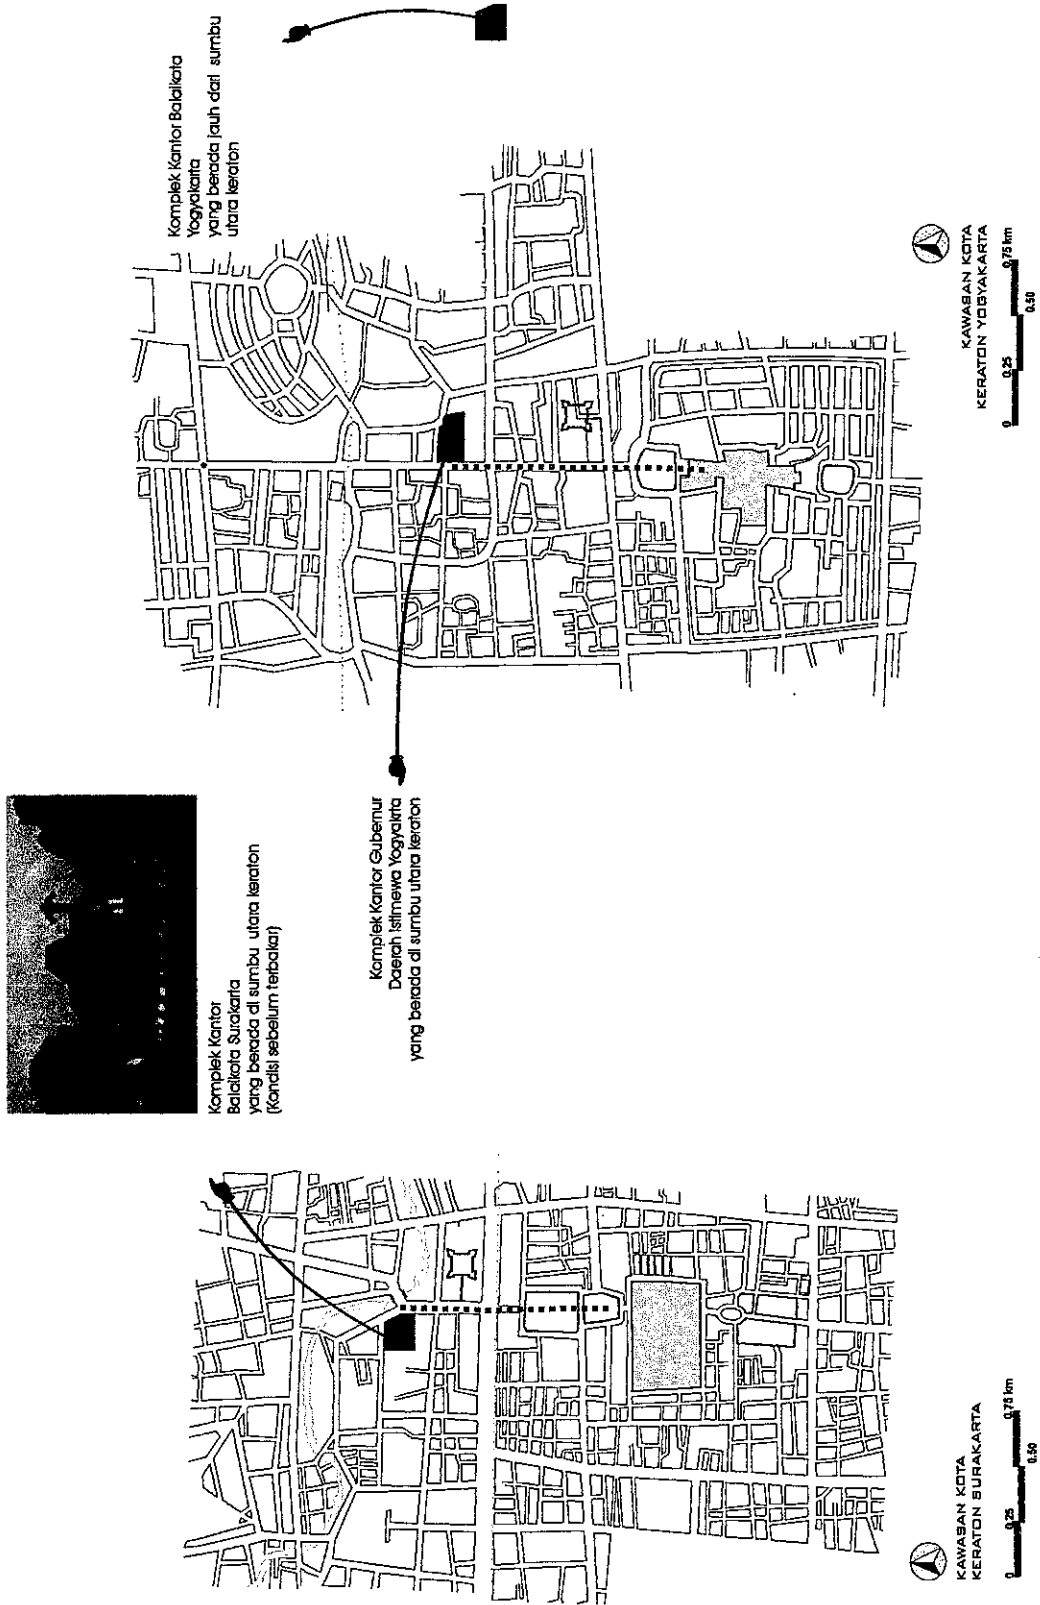 Komplek Kantor
Balaikota Surakarta
yang berada di sumbu utara keraton
(Kondisi sebelum terbakar)
Komplek Kantor Gubernur
Daerah Istimewa Yogyakrta
yang berada di sumbu utara keraton
Komplek Kantor Balaikota
Yogyakarta
yang berada jauh dari sumbu
utara keraton
KAWASAN KOTA
KERATON SURAKARTA
0 0.25 0.50 0.75 km
KAWASAN KOTA
KERATON YOGYAKARTA
0 0.25 0.50 0.75 km